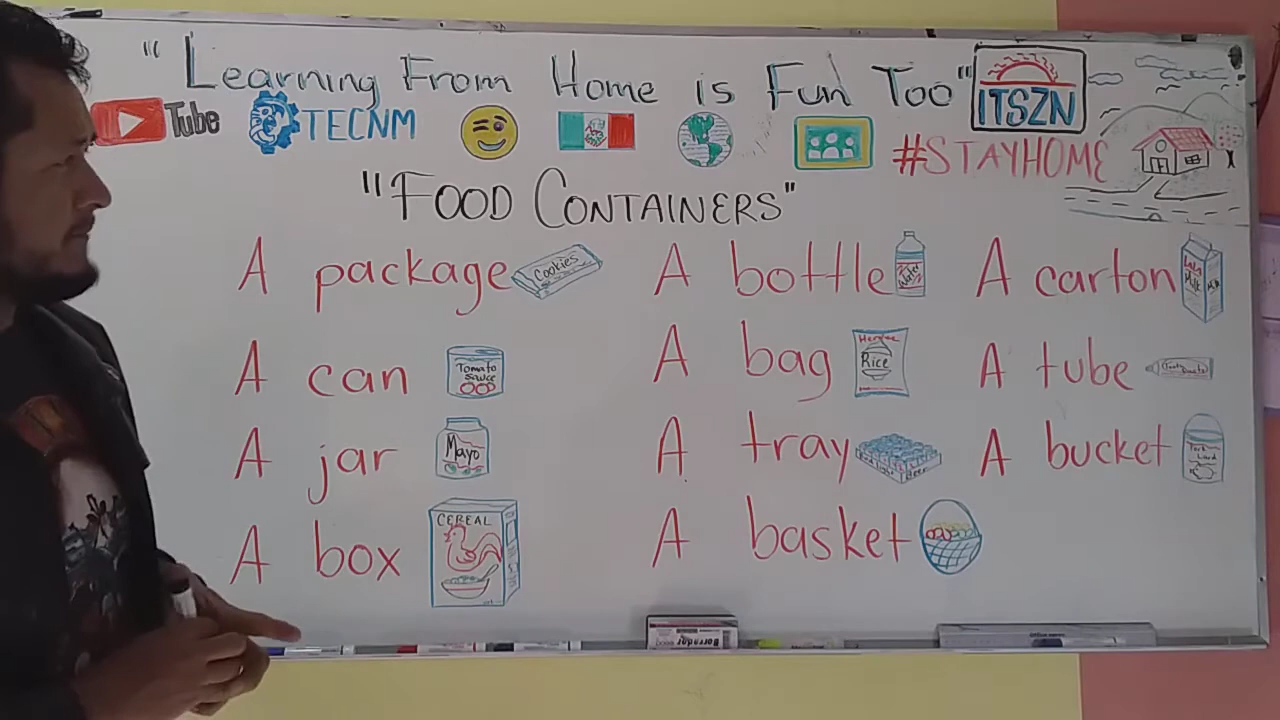 "Learning From Home is Fun Too"
ITSZN
Tube
TECNM
#STAYHOME
"FOOD CONTAINERS"
A package
Cookies
A bottle
Water
A carton
LALA
Milk
A can
Tomato
sauce
A bag
Rice
A tube
A jar
Mayo
A tray
A bucket
A box
CEREAL
A basket
Borrador